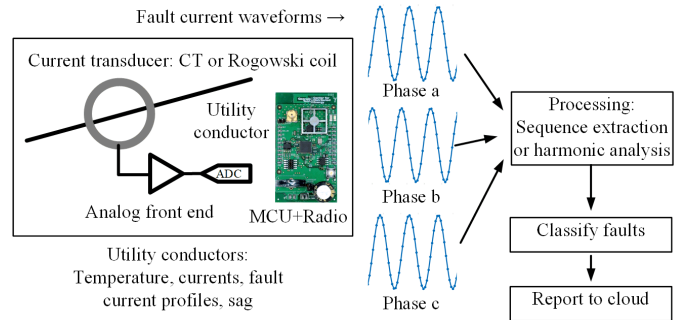 Fault current waveforms →
Current transducer: CT or Rogowski coil
Utility
conductor
ADC
Analog front end
MCU+Radio
Utility conductors:
Temperature, currents, fault
current profiles, sag
Phase a
Phase b
Phase c
Processing:
Sequence extraction
or harmonic analysis
Classify faults
Report to cloud